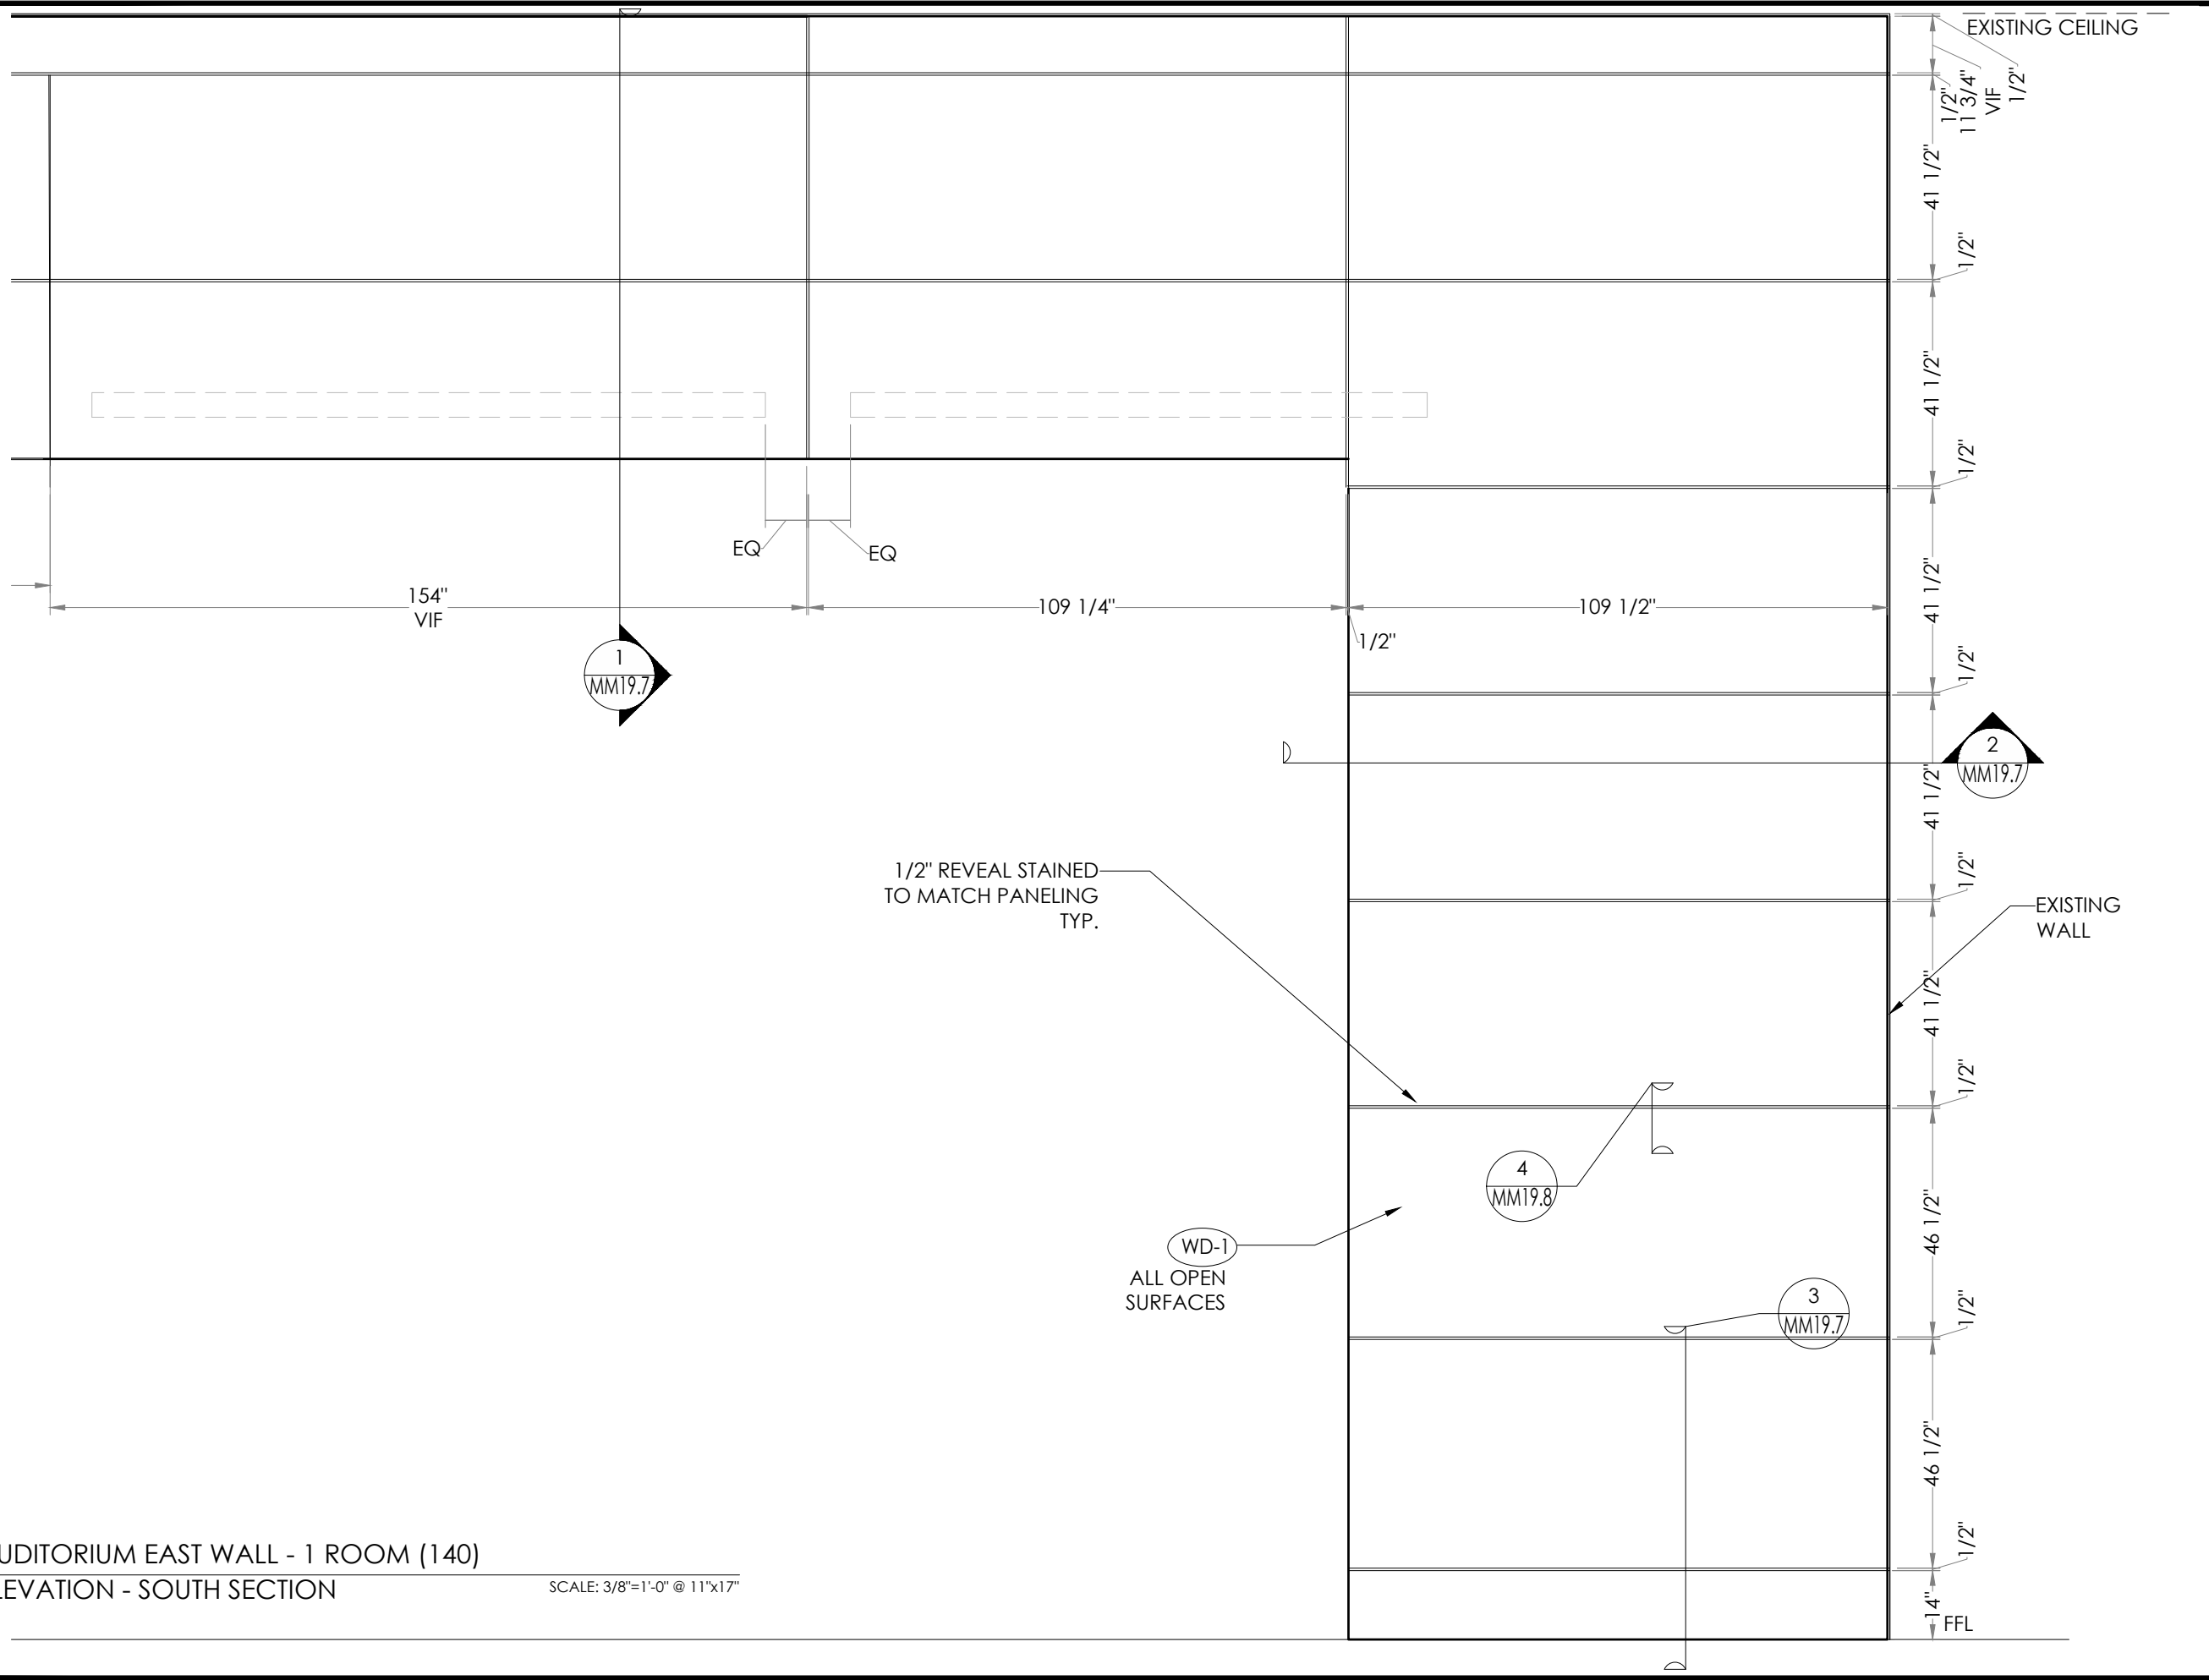 EXISTING CEILING
1/2"
11 3/4"
VIF
1/2"
41 1/2"
1/2"
41 1/2"
1/2"
EQ
EQ
154"
VIF
109 1/4"
109 1/2"
1/2"
41 1/2"
1/2"
1
MM19.7
2
MM19.7
41 1/2"
1/2"
1/2" REVEAL STAINED
TO MATCH PANELING
TYP.
EXISTING
WALL
41 1/2"
1/2"
4
MM19.8
46 1/2"
WD-1
ALL OPEN
SURFACES
3
MM19.7
1/2"
46 1/2"
1/2"
UDITORIUM EAST WALL - 1 ROOM (140)
LEVATION - SOUTH SECTION
SCALE: 3/8"=1'-0" @ 11"x17"
14"
FFL